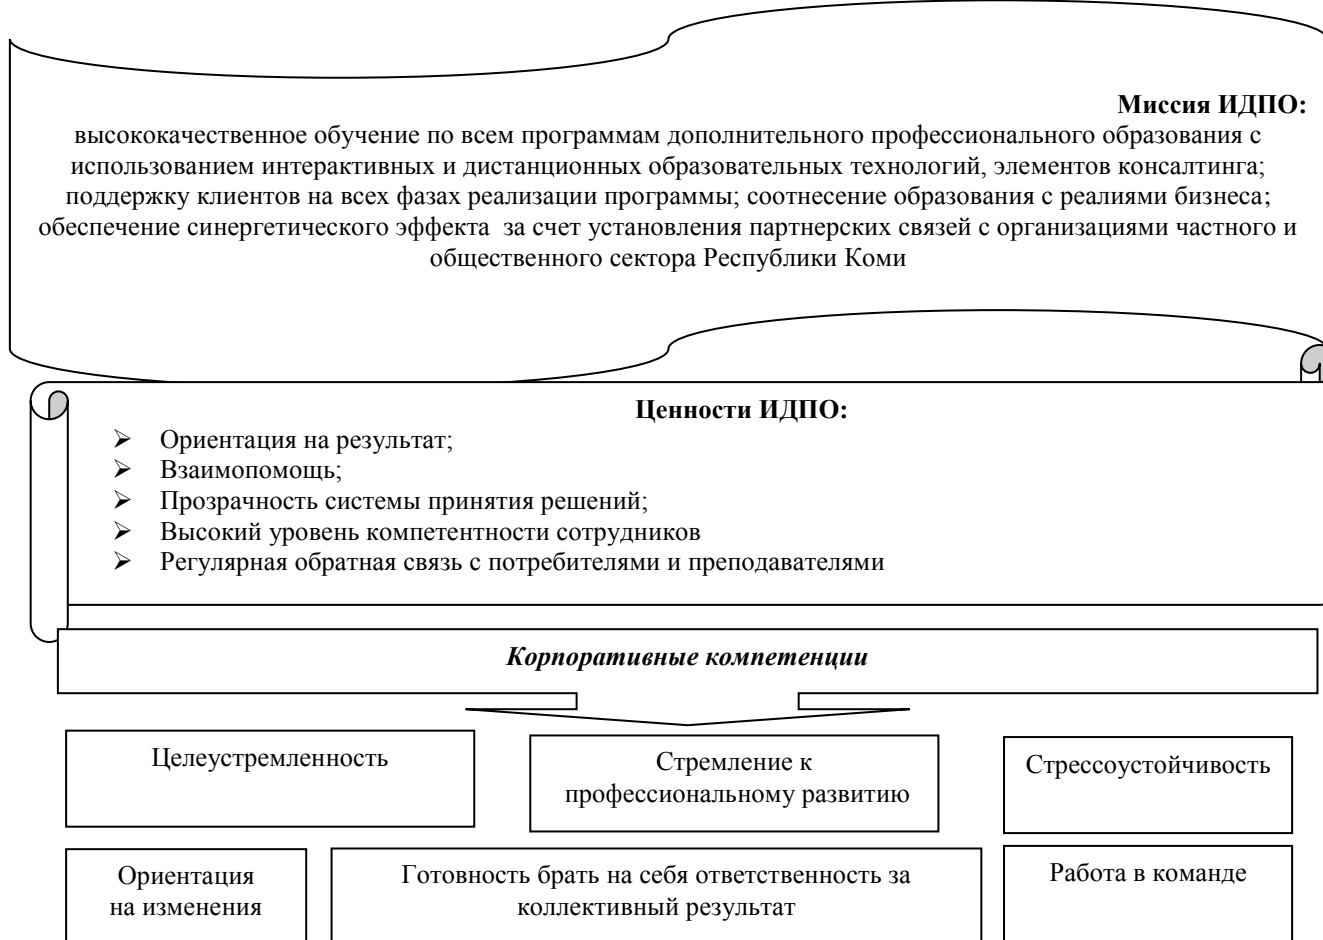 Миссия ИДПО:
высококачественное обучение по всем программам дополнительного профессионального образования с
использованием интерактивных и дистанционных образовательных технологий, элементов консалтинга;
поддержку клиентов на всех фазах реализации программы; соотнесение образования с реалиями бизнеса;
обеспечение синергетического эффекта за счет установления партнерских связей с организациями частного и
общественного сектора Республики Коми
Ценности ИДПО:
➢ Ориентация на результат;
➢ Взаимопомощь;
➢ Прозрачность системы принятия решений;
➢ Высокий уровень компетентности сотрудников
➢ Регулярная обратная связь с потребителями и преподавателями
Корпоративные компетенции
Целеустремленность
Стремление к
профессиональному развитию
Стрессоустойчивость
Ориентация
на изменения
Готовность брать на себя ответственность за
коллективный результат
Работа в команде